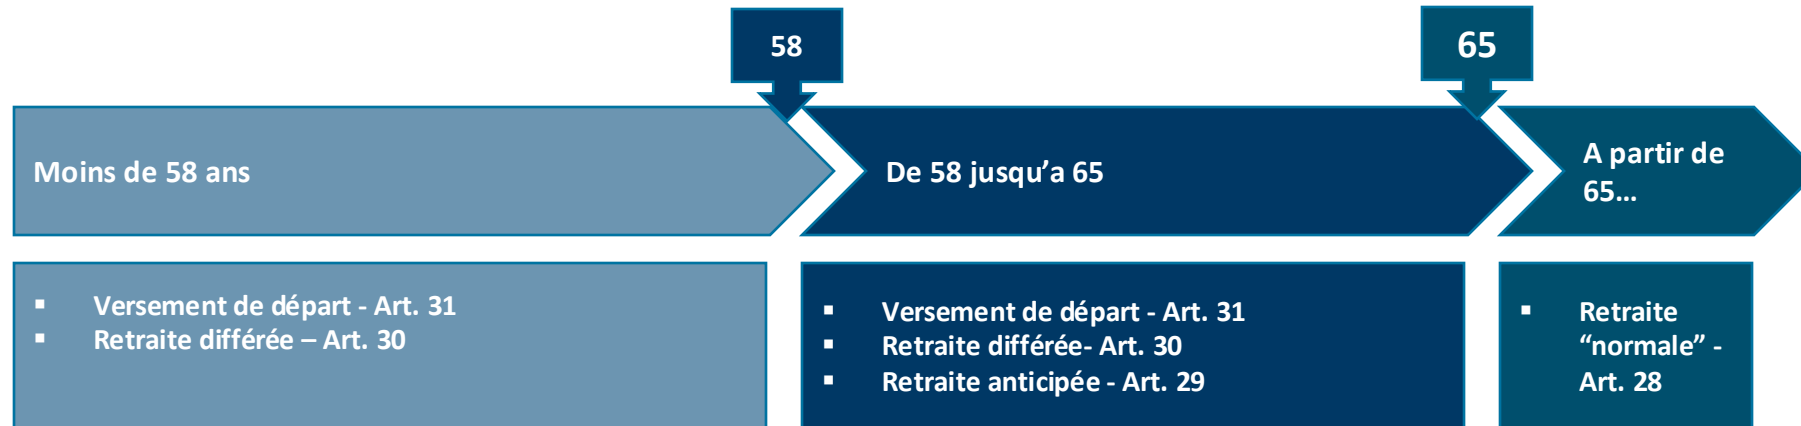 58
65
Moins de 58 ans
De 58 jusqu’a 65
A partir de
65…
▪ Versement de départ - Art. 31
▪ Retraite différée – Art. 30
▪ Versement de départ - Art. 31
▪ Retraite différée- Art. 30
▪ Retraite anticipée - Art. 29
▪ Retraite
“normale” -
Art. 28